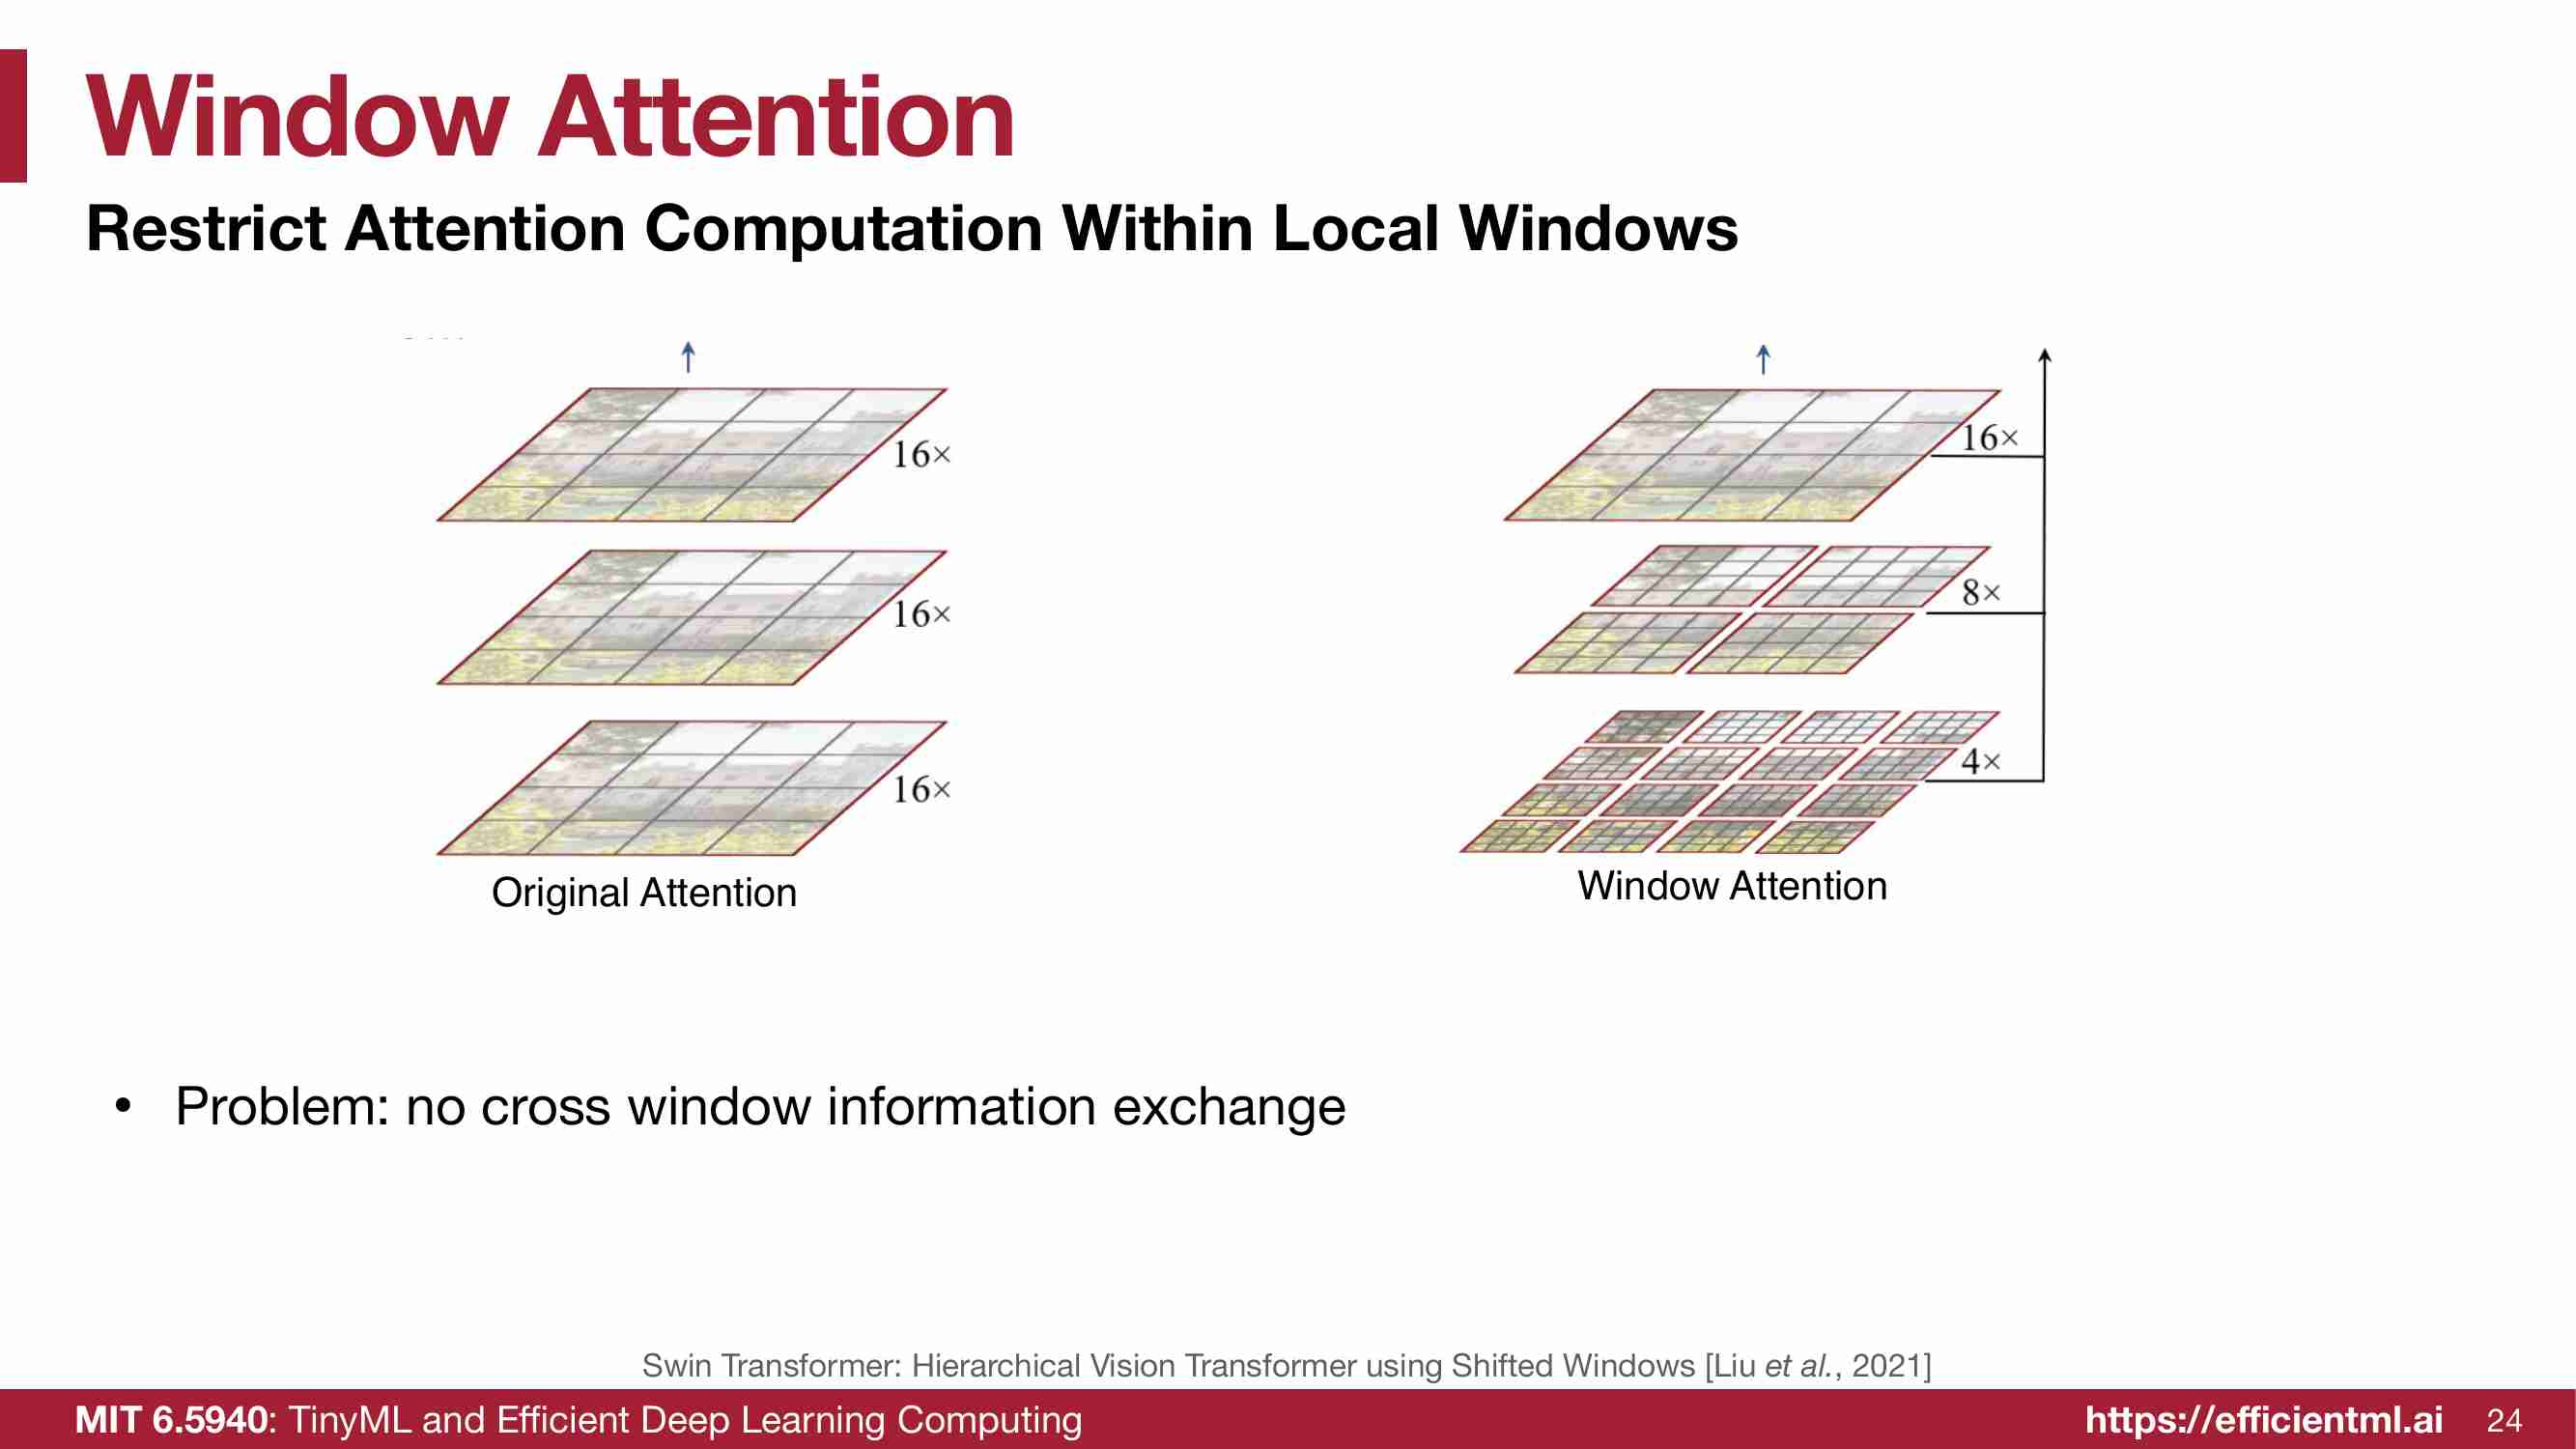 Window Attention
Restrict Attention Computation Within Local Windows
16×
16×
16×
Original Attention
16×
8×
4×
Window Attention
• Problem: no cross window information exchange
Swin Transformer: Hierarchical Vision Transformer using Shifted Windows [Liu et al., 2021]
MIT 6.5940: TinyML and Efficient Deep Learning Computing
https://efficientml.ai
24